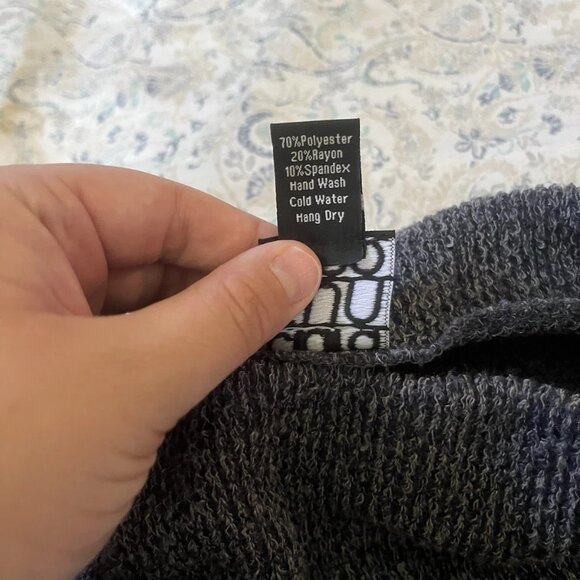 70%Polyester
20%Rayon
10%Spandex
Hand Wash
Cold Water
Hang Dry